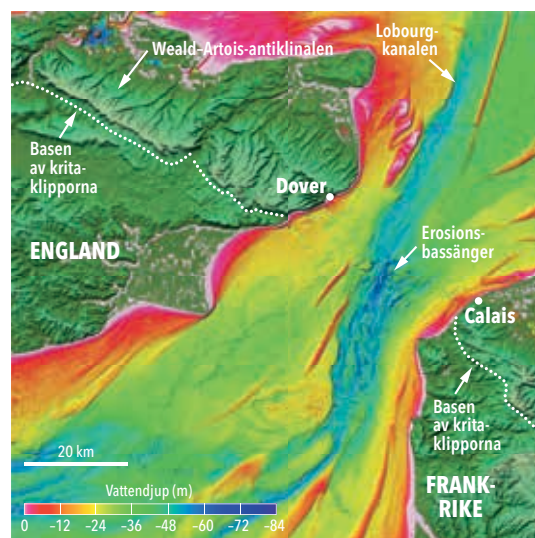 Weald–Artois-antiklinalen
Lobourg-
kanalen
Basen
av krita-
klipporna
Dover
ENGLAND
Erosions-
bassänger
Calais
Basen
av krita-
klipporna
FRANK-
RIKE
20 km
Vattendjup (m)
0 –12 –24 –36 –48 –60 –72 –84